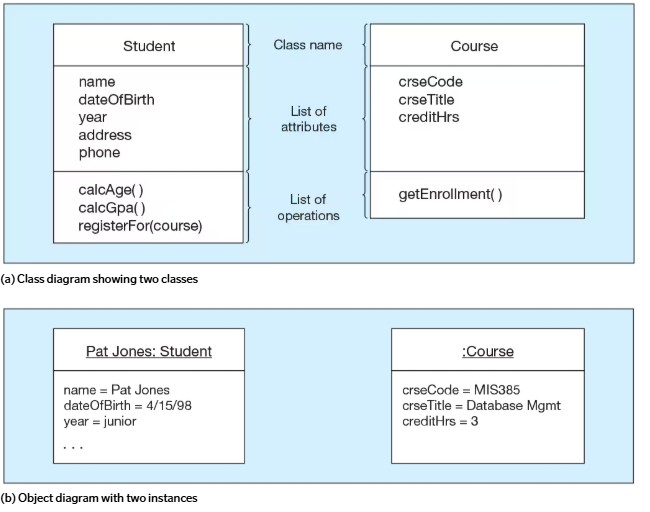 Student
Class name
Course
name
dateOfBirth
year
address
phone
List of
attributes
crseCode
crseTitle
creditHrs
calcAge( )
calcGpa( )
registerFor(course)
List of
operations
getEnrollment( )
(a) Class diagram showing two classes
Pat Jones: Student
name = Pat Jones
dateOfBirth = 4/15/98
year = junior
. . .
:Course
crseCode = MIS385
crseTitle = Database Mgmt
creditHrs = 3
(b) Object diagram with two instances